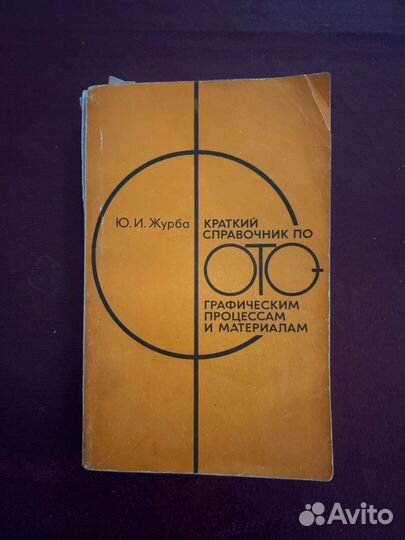 Ю. И. Журба
КРАТКИЙ
СПРАВОЧНИК ПО
ФОТО-
ГРАФИЧЕСКИМ
ПРОЦЕССАМ
И МАТЕРИАЛАМ
Avito